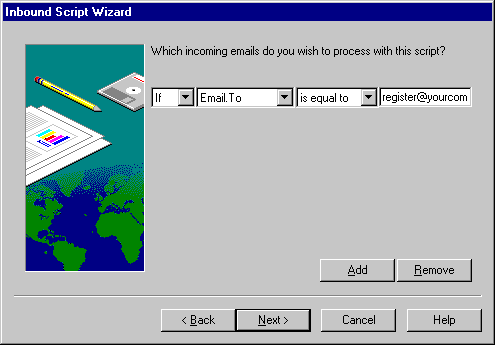 Inbound Script Wizard
Which incoming emails do you wish to process with this script?
If Email.To is equal to register@yourcom
Add Remove
< Back Next > Cancel Help